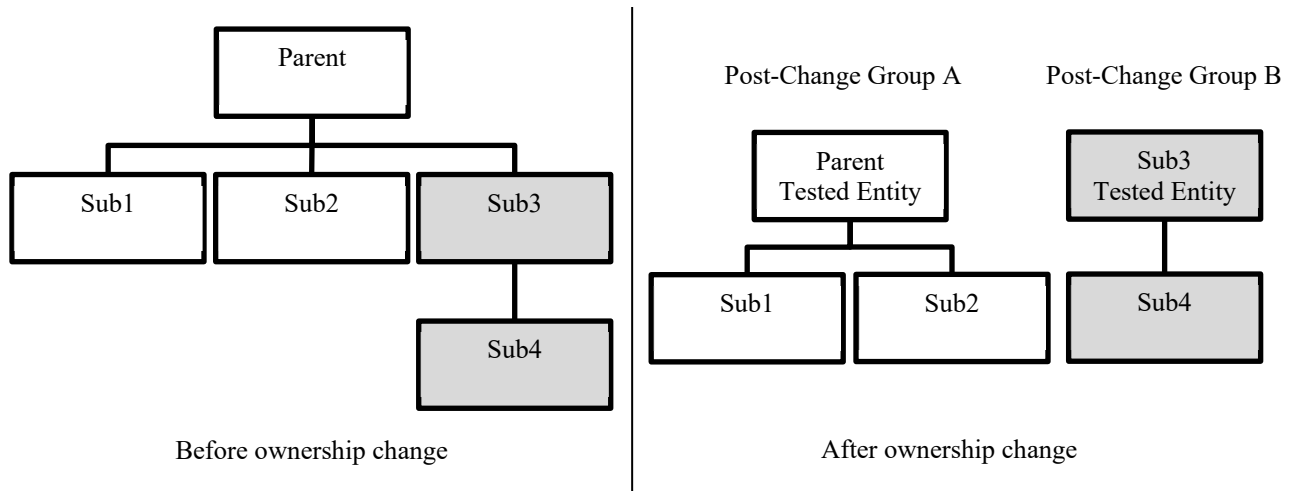 Parent
Sub1
Sub2
Sub3
Sub4
Before ownership change
Post-Change Group A
Post-Change Group B
Parent
Tested Entity
Sub3
Tested Entity
Sub1
Sub2
Sub4
After ownership change